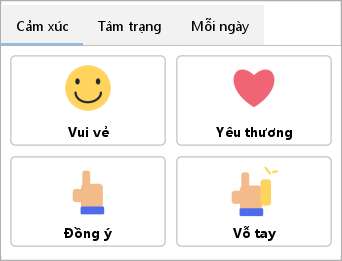 Cảm xúc Tâm trạng Mỗi ngày
Vui vẻ Yêu thương
Đồng ý Vỗ tay